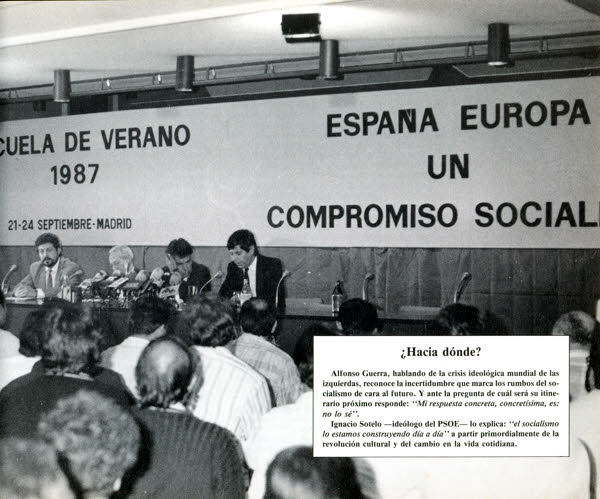 CUELA DE VERANO
1987
21-24 SEPTIEMBRE-MADRID
ESPAÑA EUROPA
UN
COMPROMISO SOCIALI
¿Hacia dónde?
Alfonso Guerra, hablando de la crisis ideológica mundial de las
izquierdas, reconoce la incertidumbre que marca los rumbos del so-
cialismo de cara al futuro. Y ante la pregunta de cuál será su itine-
rario próximo responde: "Mi respuesta concreta, concretísima, es:
no lo sé".
Ignacio Sotelo —ideólogo del PSOE— lo explica: "el socialismo
lo estamos construyendo día a día" a partir primordialmente de la
revolución cultural y del cambio en la vida cotidiana.